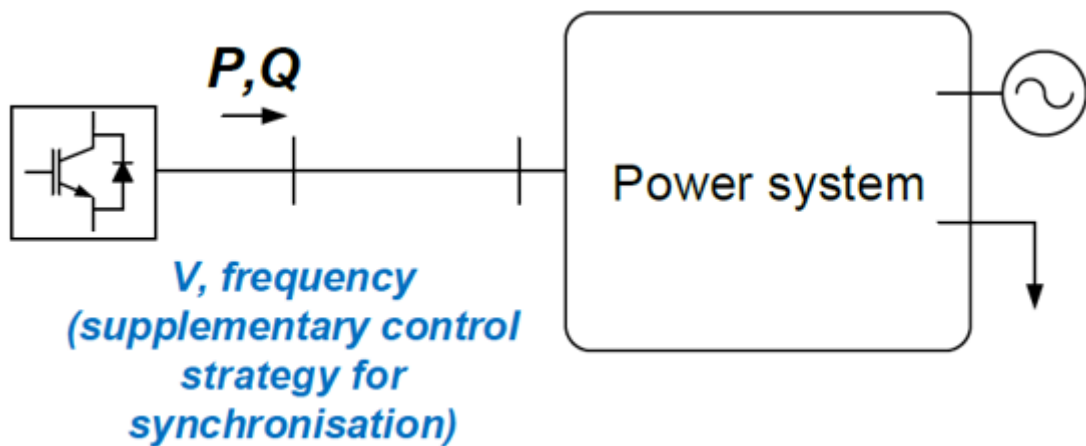 P,Q
Power system
V, frequency
(supplementary control
strategy for
synchronisation)